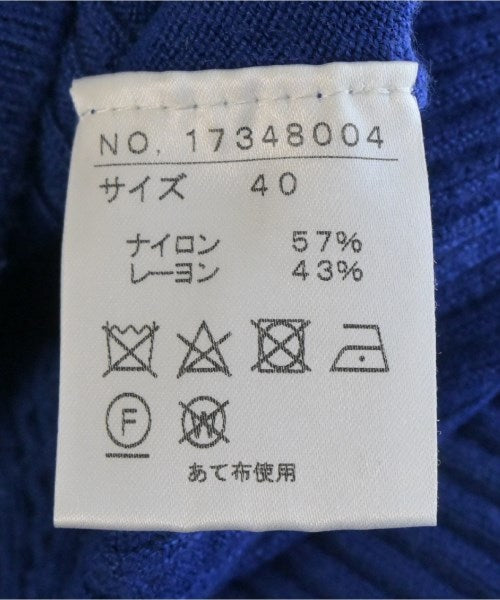 NO. 17348004
サイズ 40
ナイロン 57%
レーヨン 43%
F W
あて布使用